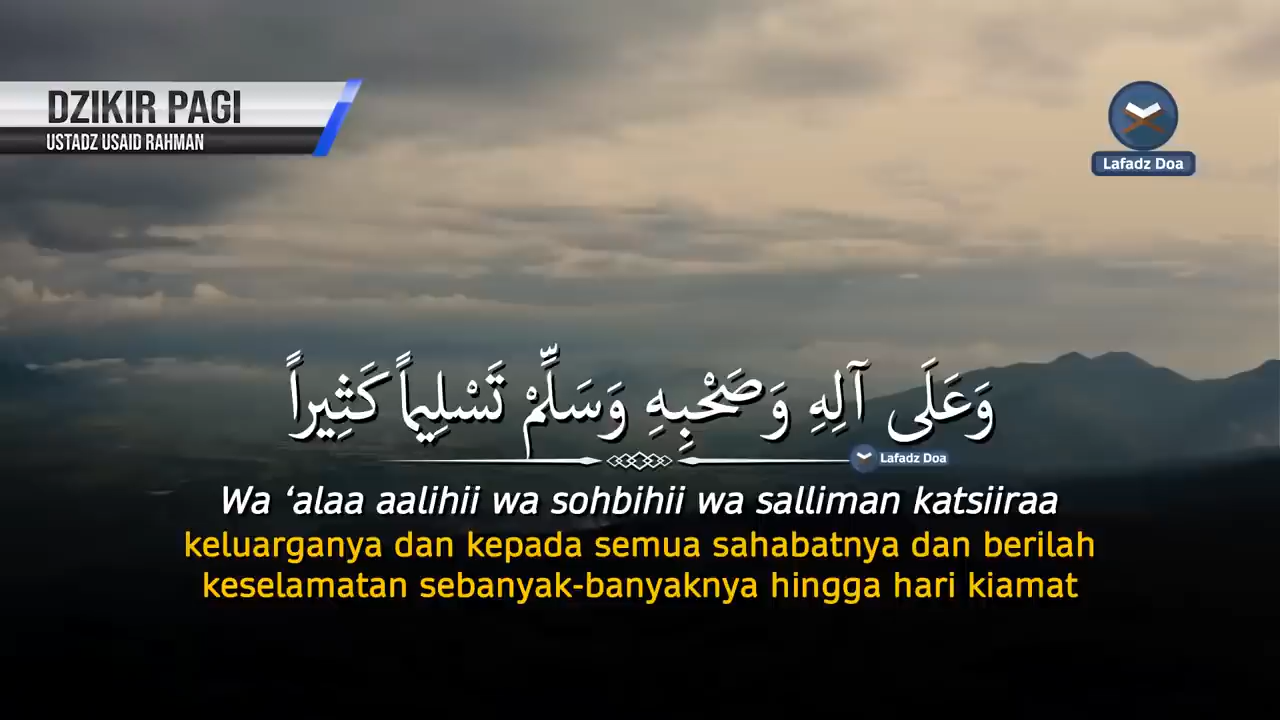 DZIKIR PAGI
USTADZ USAID RAHMAN
Lafadz Doa
وَعَلَى آلِهِ وَصَحْبِهِ وَسَلِّمْ تَسْلِيماً كَثِيراً
Lafadz Doa
Wa ‘alaa aalihii wa sohbihii wa salliman katsiiraa
keluarganya dan kepada semua sahabatnya dan berilah
keselamatan sebanyak-banyaknya hingga hari kiamat